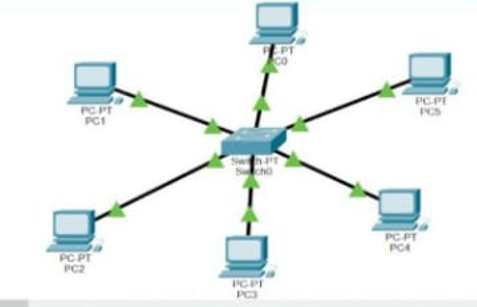 PC-PT
PC0
PC-PT
PC1
PC-PT
PC5
Switch-PT
Switch0
PC-PT
PC2
PC-PT
PC4
PC-PT
PC3